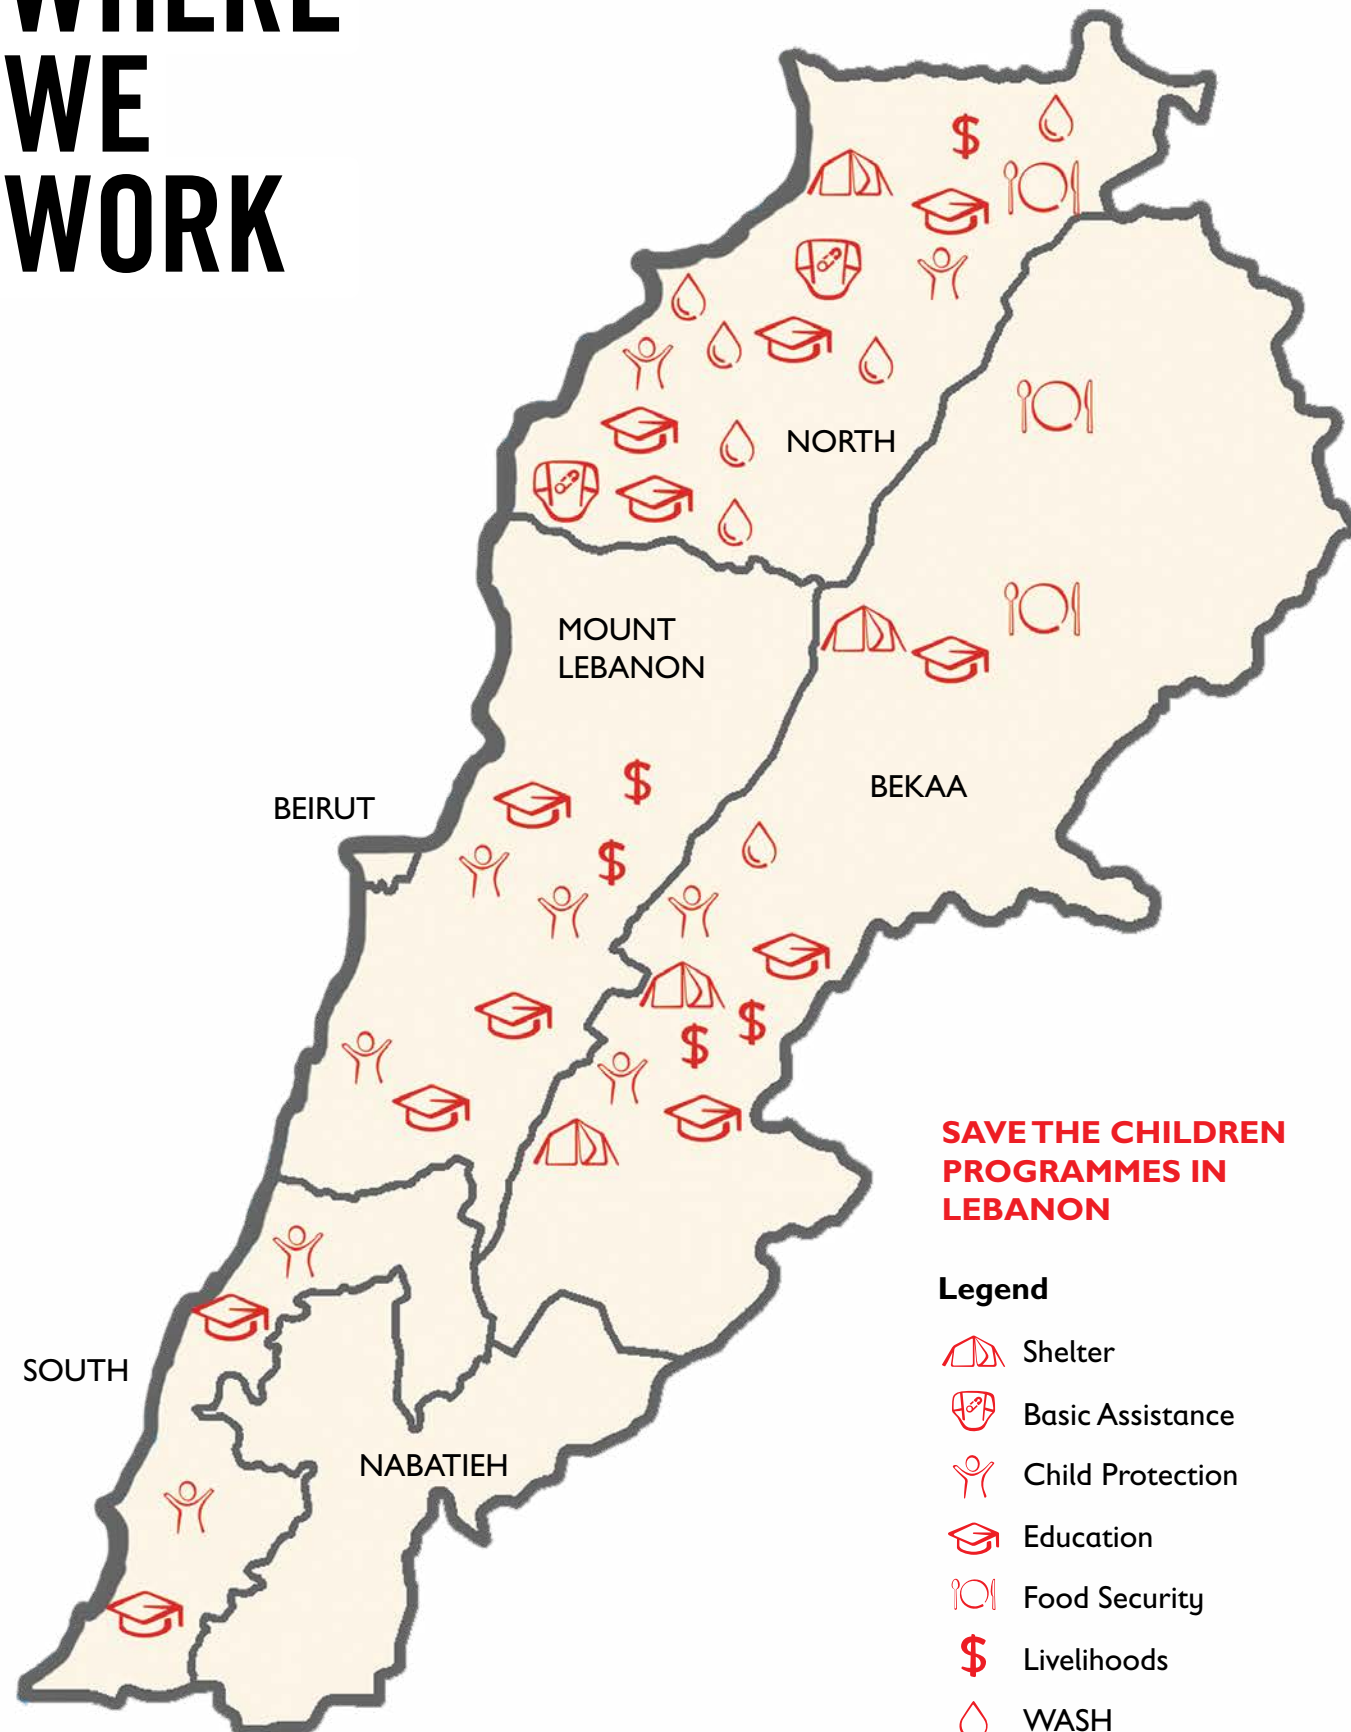 WHERE
WE
WORK
NORTH
MOUNT
LEBANON
BEIRUT
BEKAA
SAVE THE CHILDREN
PROGRAMMES IN
LEBANON
Legend
Shelter
SOUTH
Basic Assistance
NABATIEH
Child Protection
Education
Food Security
$ Livelihoods
WASH